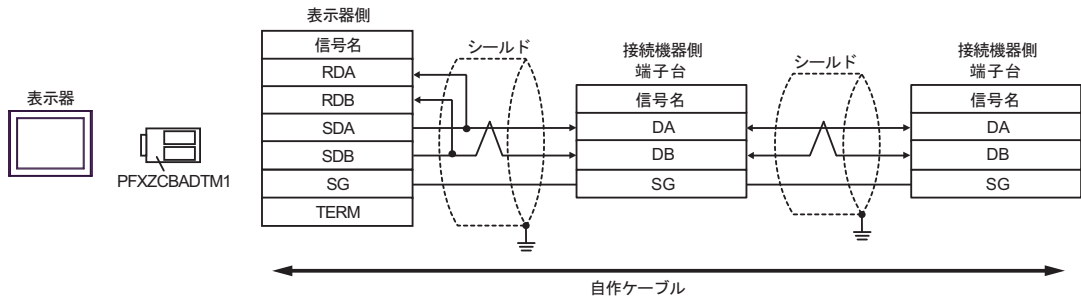 表示器
PFXZCBADTM1
表示器側
信号名
RDA
RDB
SDA
SDB
SG
TERM
シールド
接続機器側
端子台
信号名
DA
DB
SG
シールド
接続機器側
端子台
信号名
DA
DB
SG
自作ケーブル